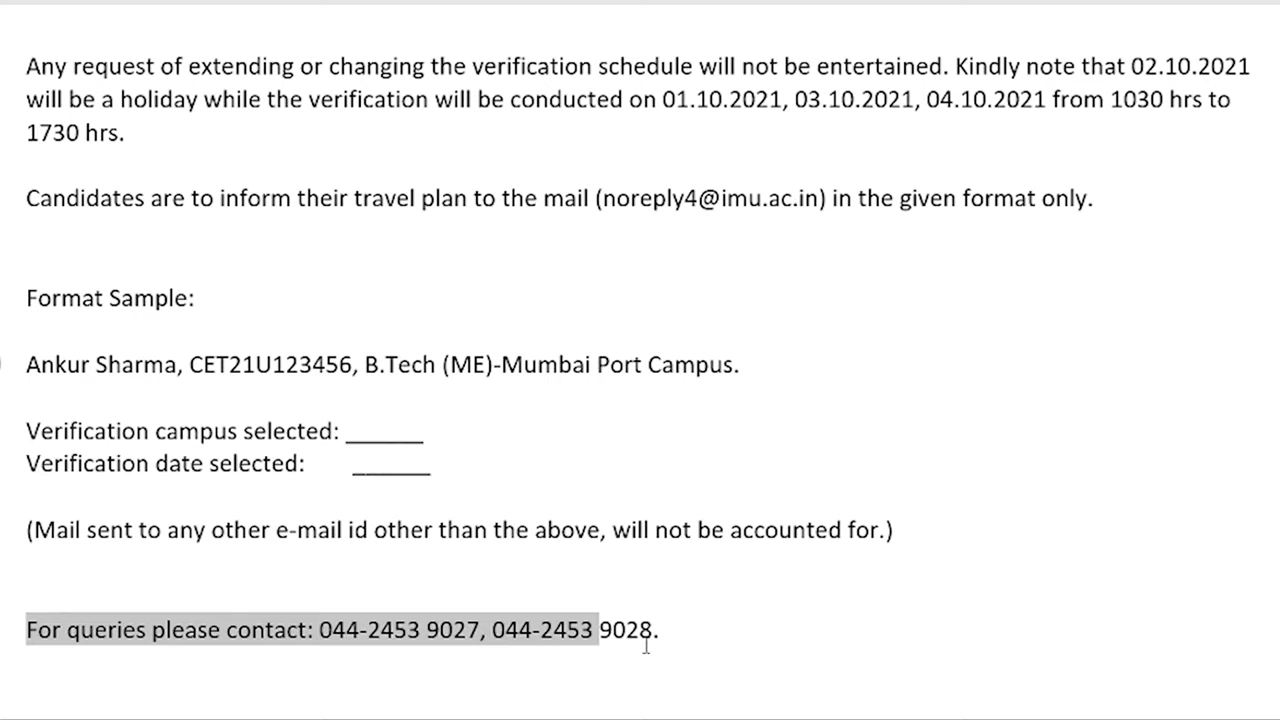 Any request of extending or changing the verification schedule will not be entertained. Kindly note that 02.10.2021
will be a holiday while the verification will be conducted on 01.10.2021, 03.10.2021, 04.10.2021 from 1030 hrs to
1730 hrs.
Candidates are to inform their travel plan to the mail (noreply4@imu.ac.in) in the given format only.
Format Sample:
Ankur Sharma, CET21U123456, B.Tech (ME)-Mumbai Port Campus.
Verification campus selected: ______
Verification date selected: ______
(Mail sent to any other e-mail id other than the above, will not be accounted for.)
For queries please contact: 044-2453 9027, 044-2453 9028.